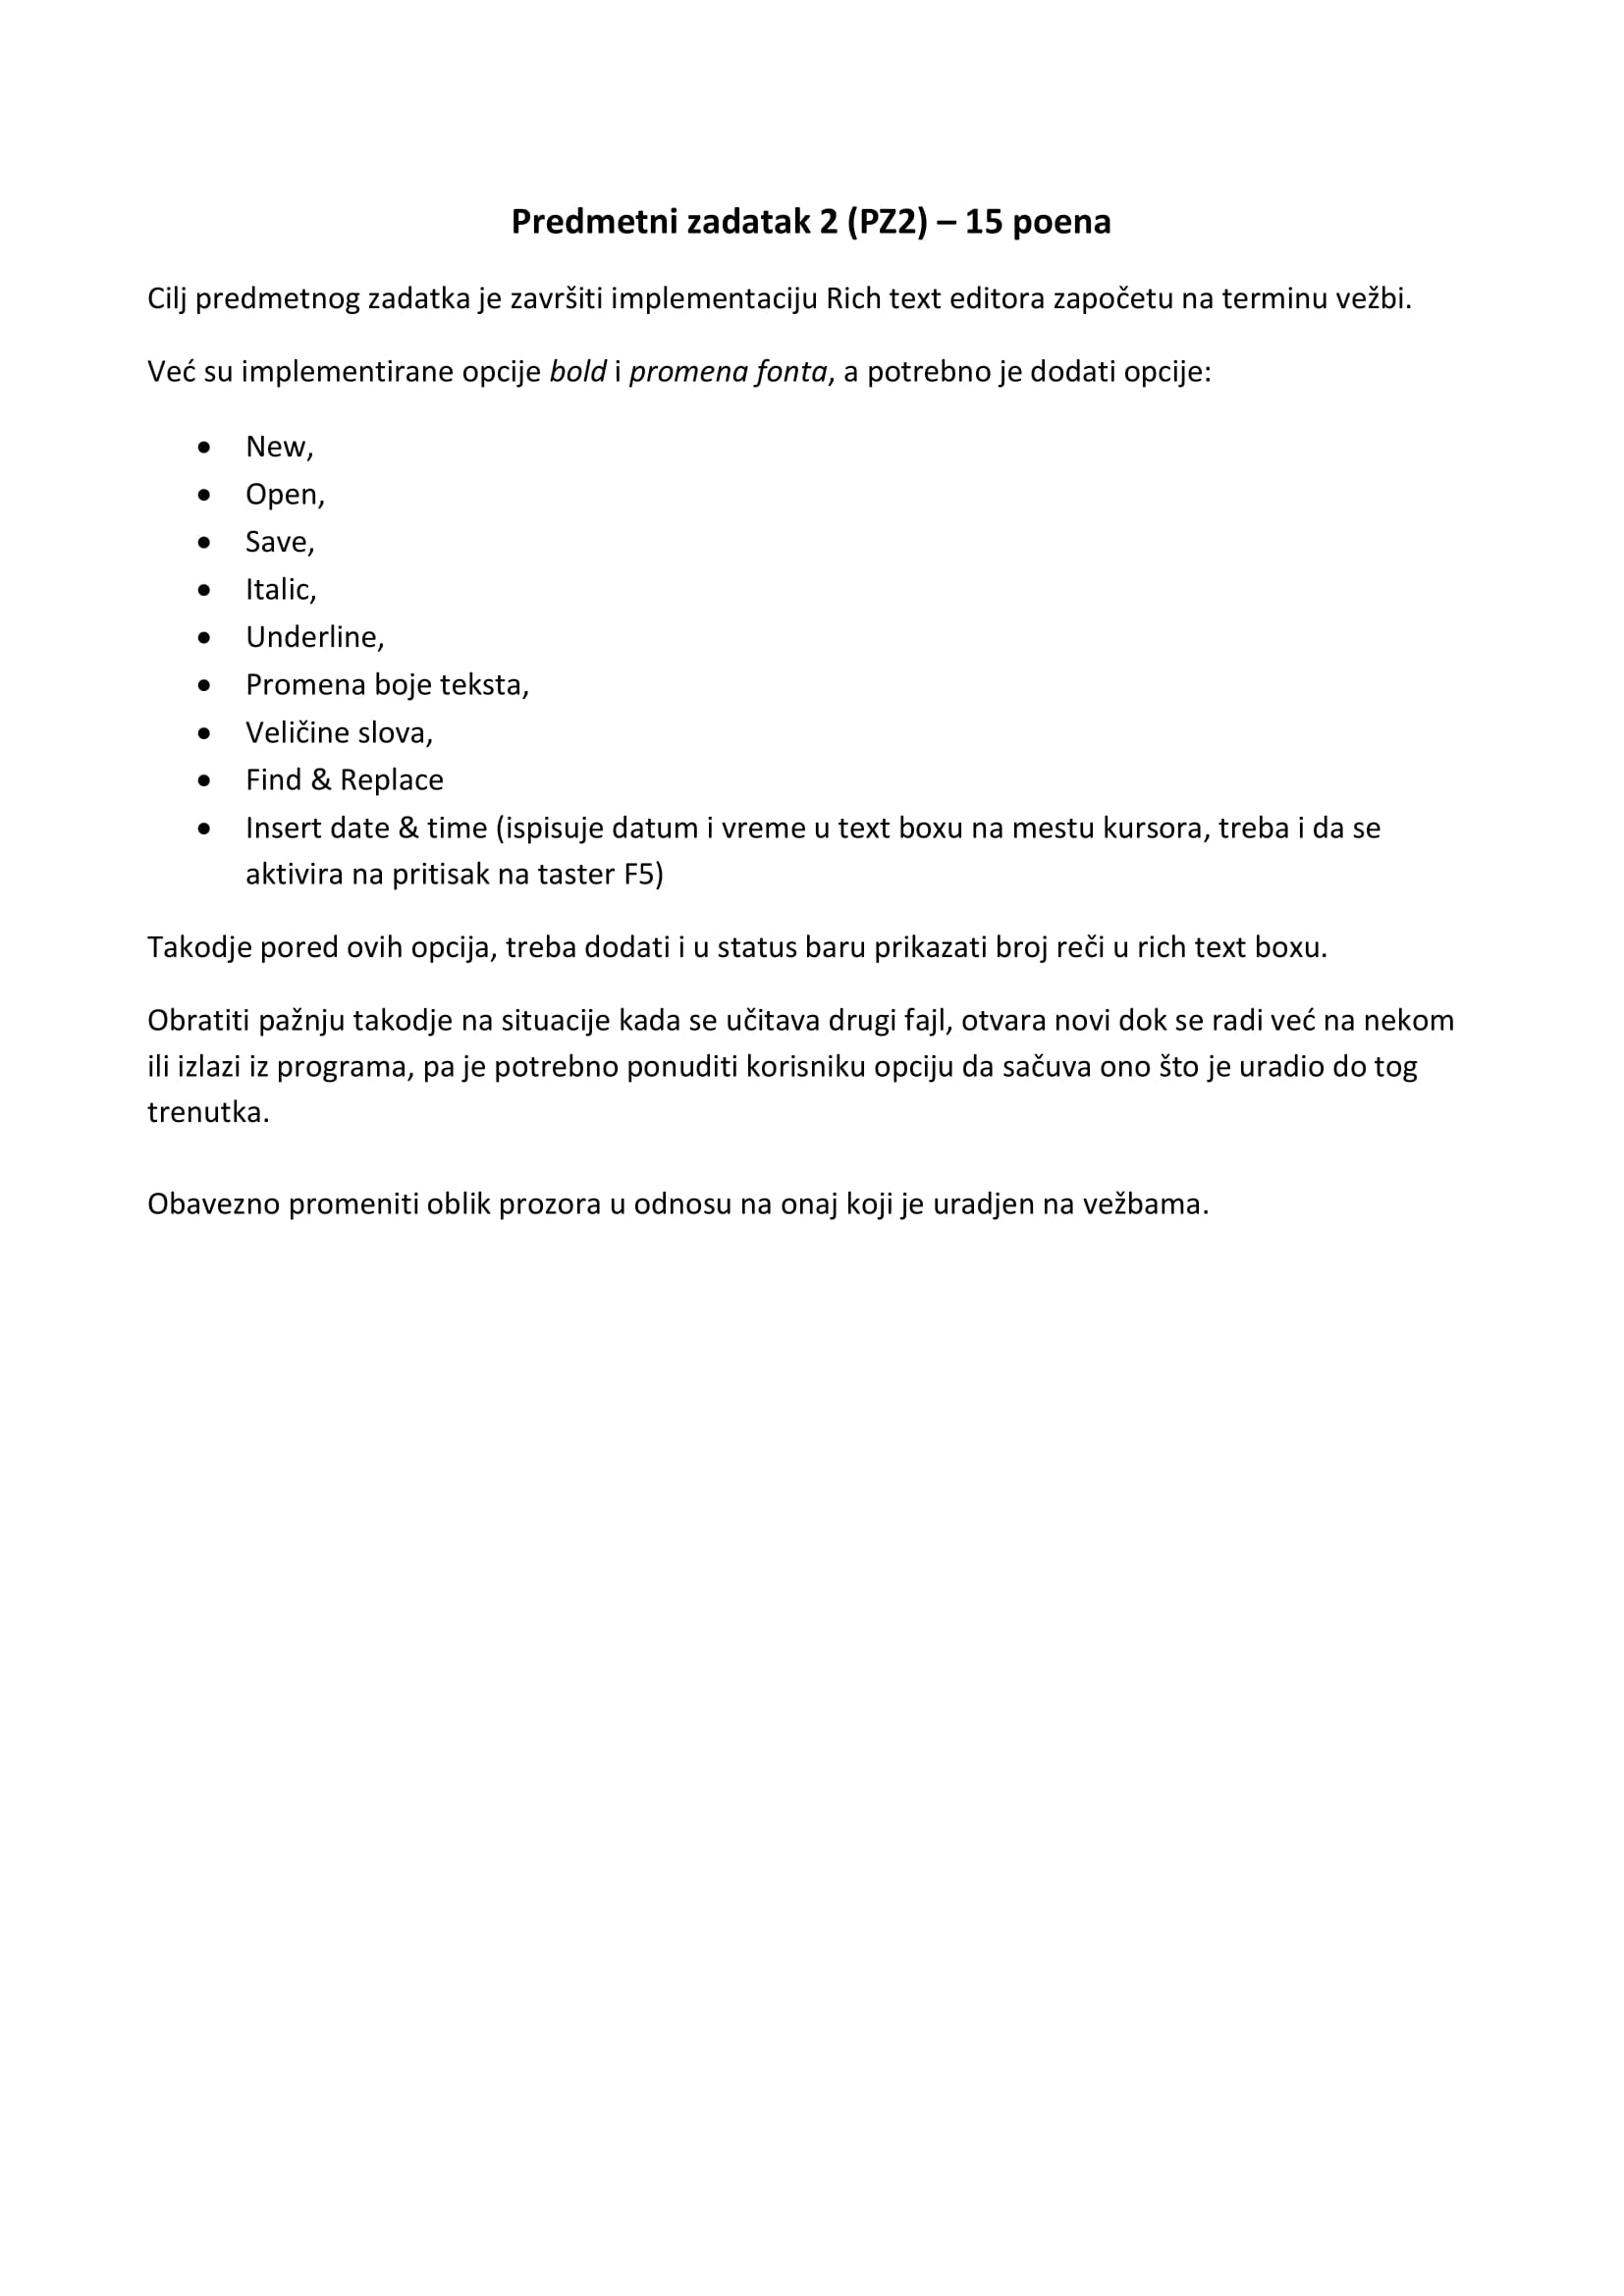 Predmetni zadatak 2 (PZ2) – 15 poena
Cilj predmetnog zadatka je završiti implementaciju Rich text editora započetu na terminu vežbi.
Već su implementirane opcije bold i promena fonta, a potrebno je dodati opcije:
• New,
• Open,
• Save,
• Italic,
• Underline,
• Promena boje teksta,
• Veličine slova,
• Find & Replace
• Insert date & time (ispisuje datum i vreme u text boxu na mestu kursora, treba i da se
aktivira na pritisak na taster F5)
Takodje pored ovih opcija, treba dodati i u status baru prikazati broj reči u rich text boxu.
Obratiti pažnju takodje na situacije kada se učitava drugi fajl, otvara novi dok se radi već na nekom
ili izlazi iz programa, pa je potrebno ponuditi korisniku opciju da sačuva ono što je uradio do tog
trenutka.
Obavezno promeniti oblik prozora u odnosu na onaj koji je uradjen na vežbama.